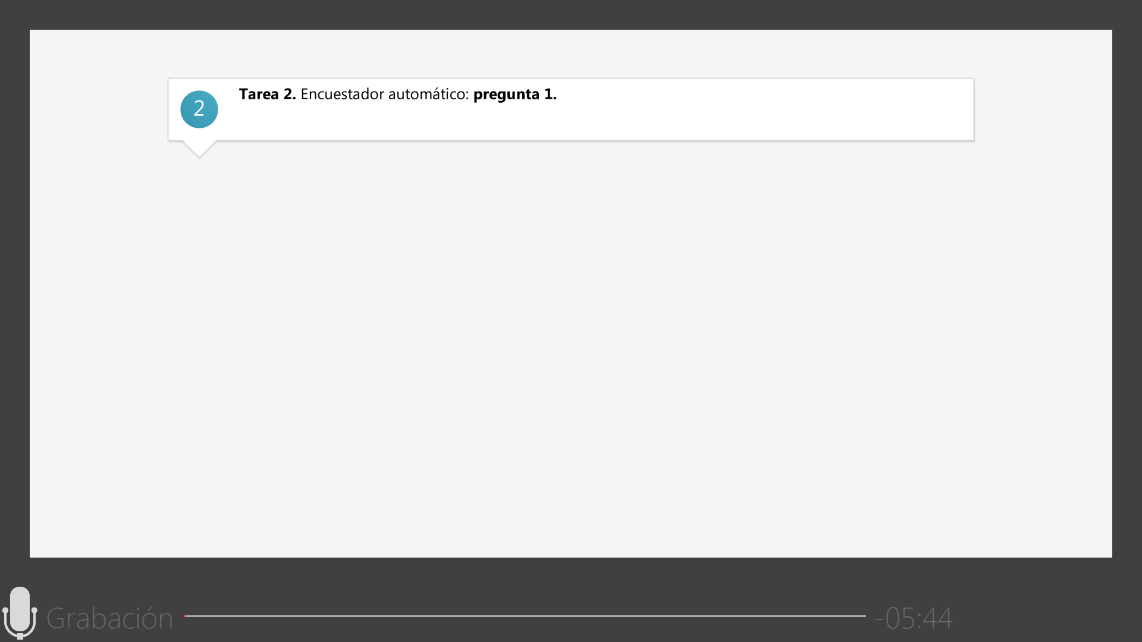 2
Tarea 2. Encuestador automático: pregunta 1.
Grabación
-05:44